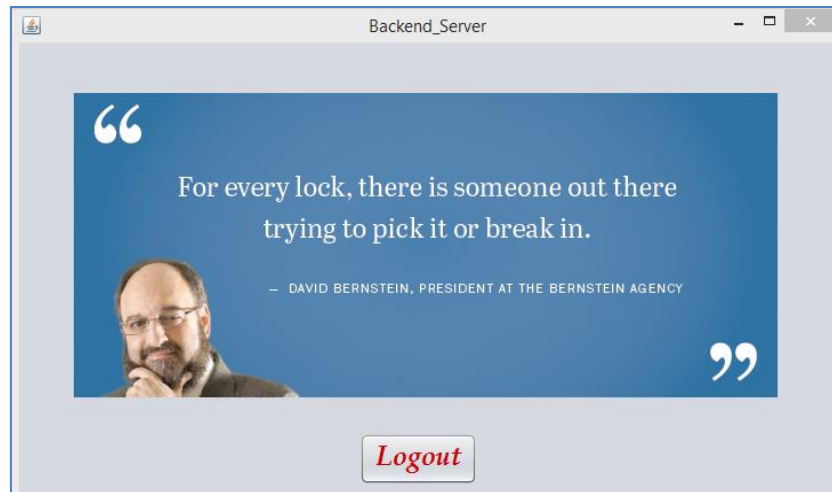 Backend_Server
“
For every lock, there is someone out there
trying to pick it or break in.
— DAVID BERNSTEIN, PRESIDENT AT THE BERNSTEIN AGENCY
”
Logout